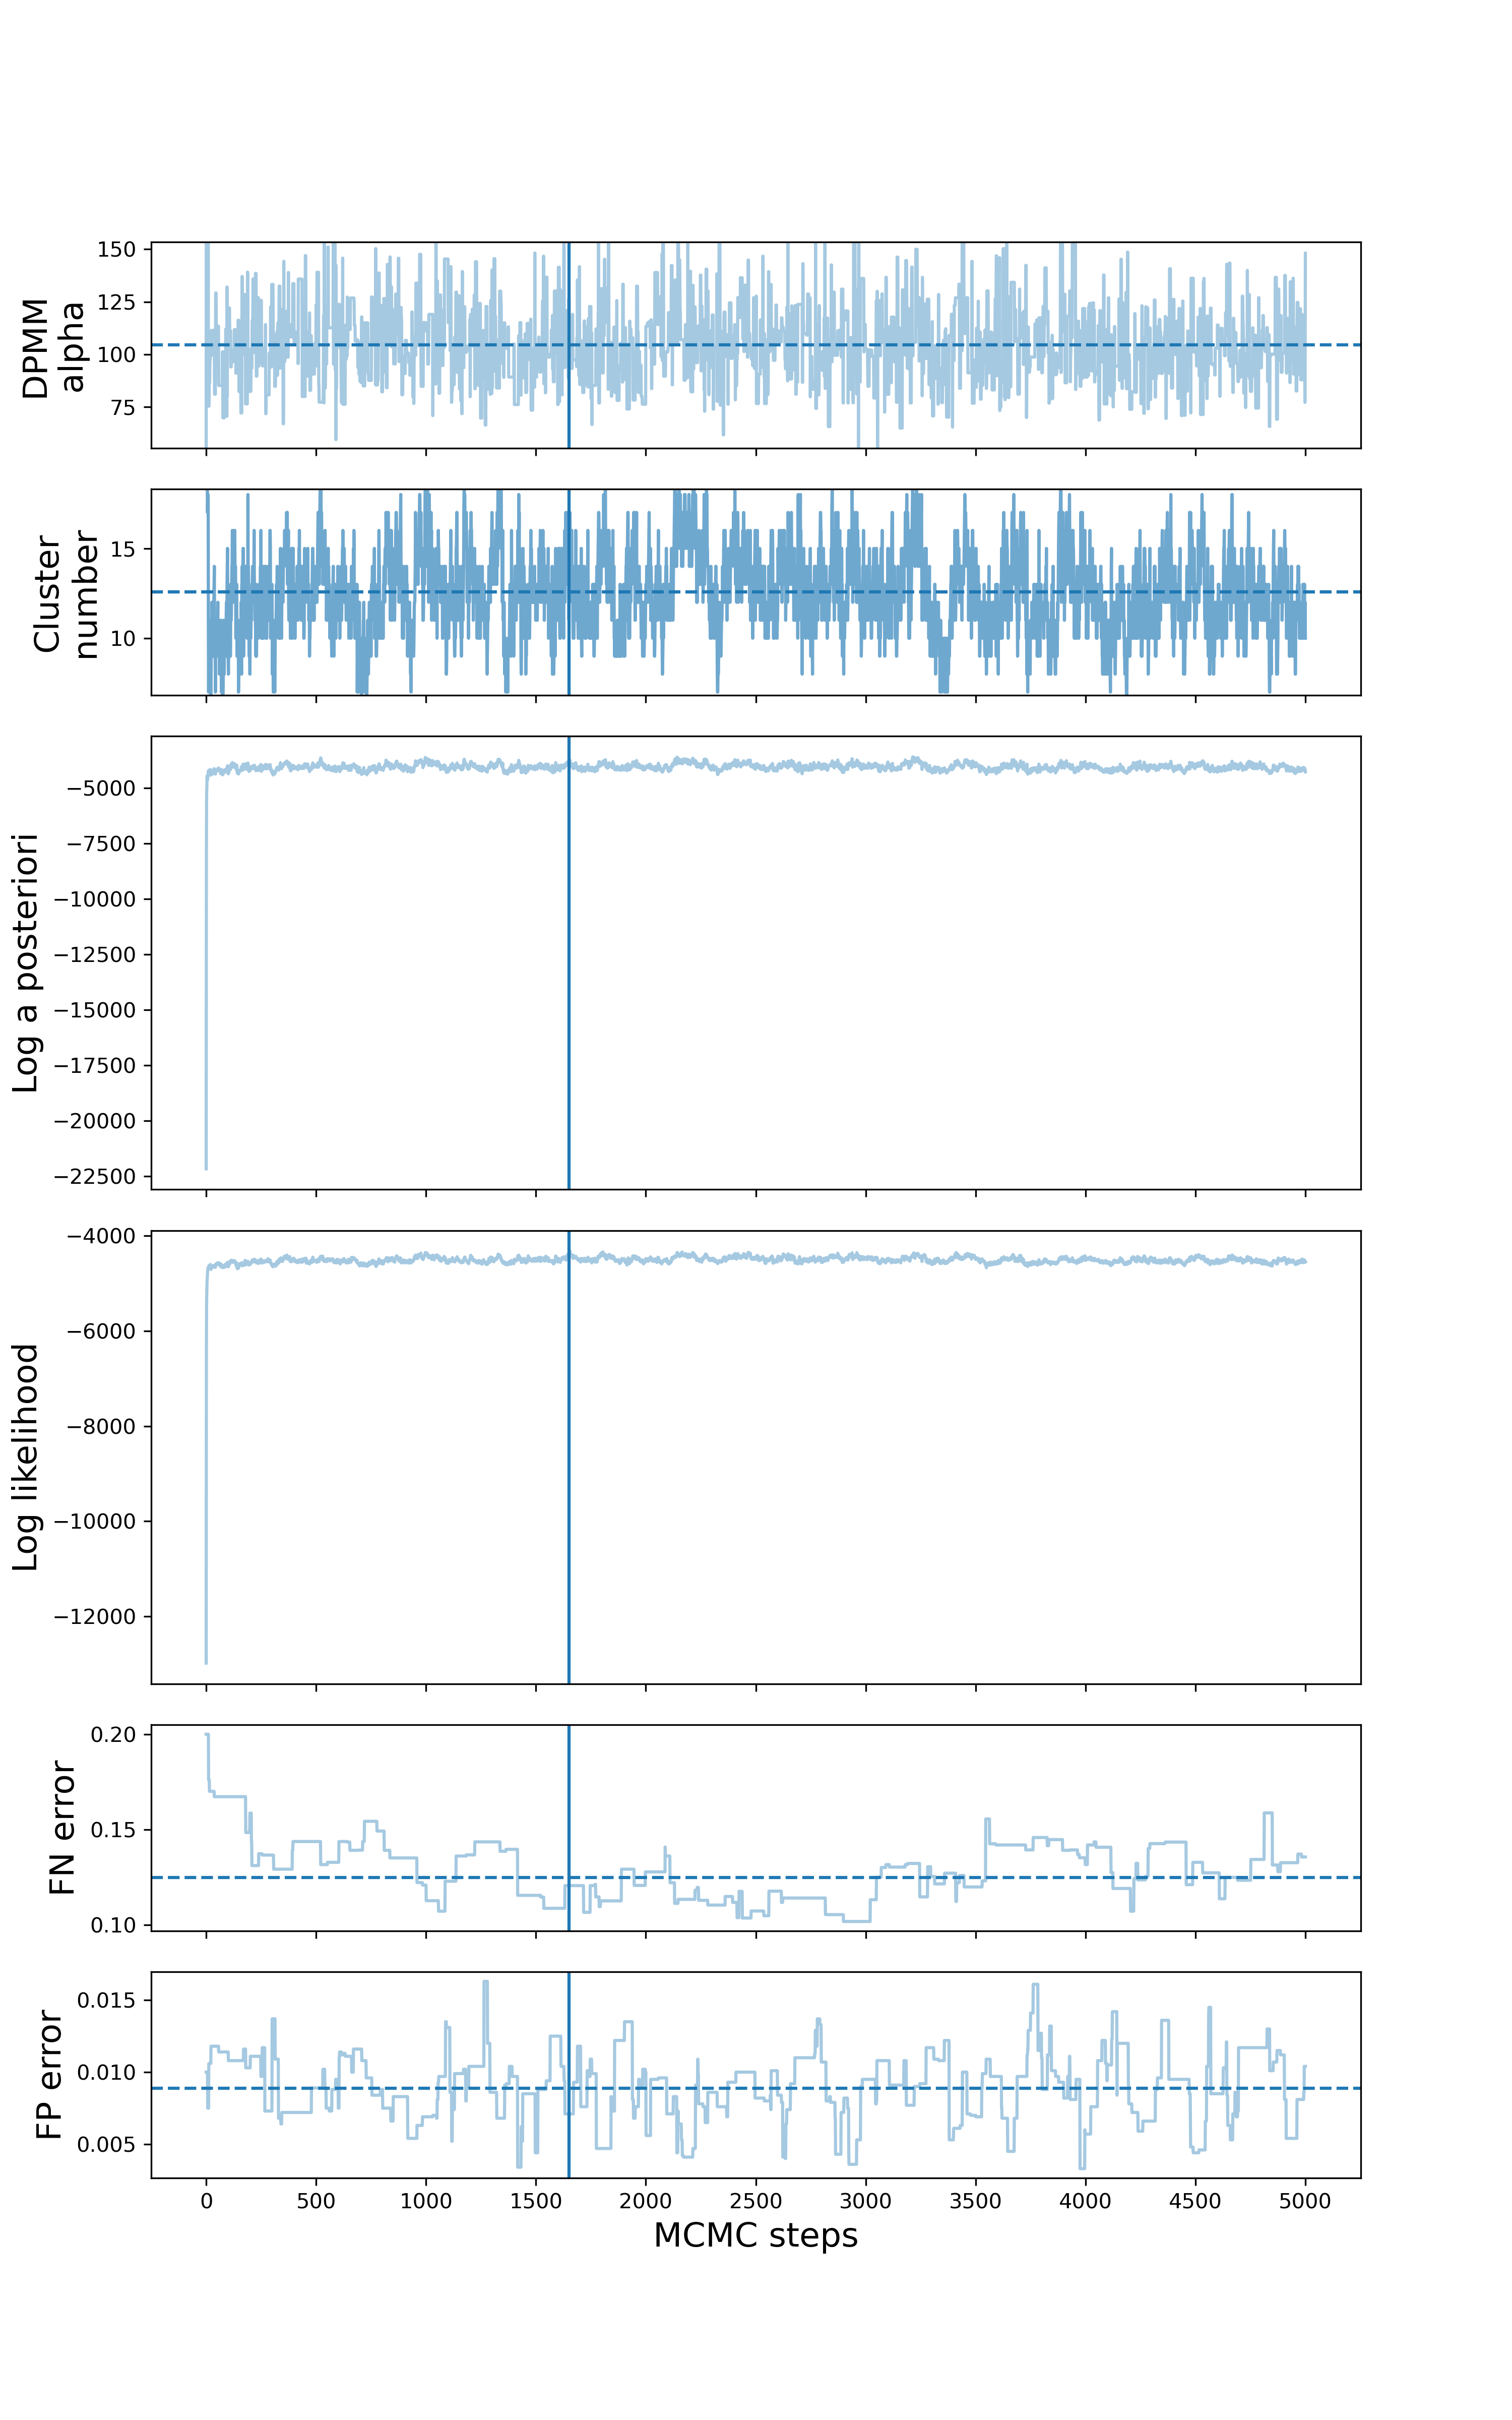 DPMM
alpha
150
125
100
75
Cluster
number
15
10
Log a posteriori
−5000
−7500
−10000
−12500
−15000
−17500
−20000
−22500
Log likelihood
−4000
−6000
−8000
−10000
−12000
FN error
0.20
0.15
0.10
FP error
0.015
0.010
0.005
0 500 1000 1500 2000 2500 3000 3500 4000 4500 5000
MCMC steps